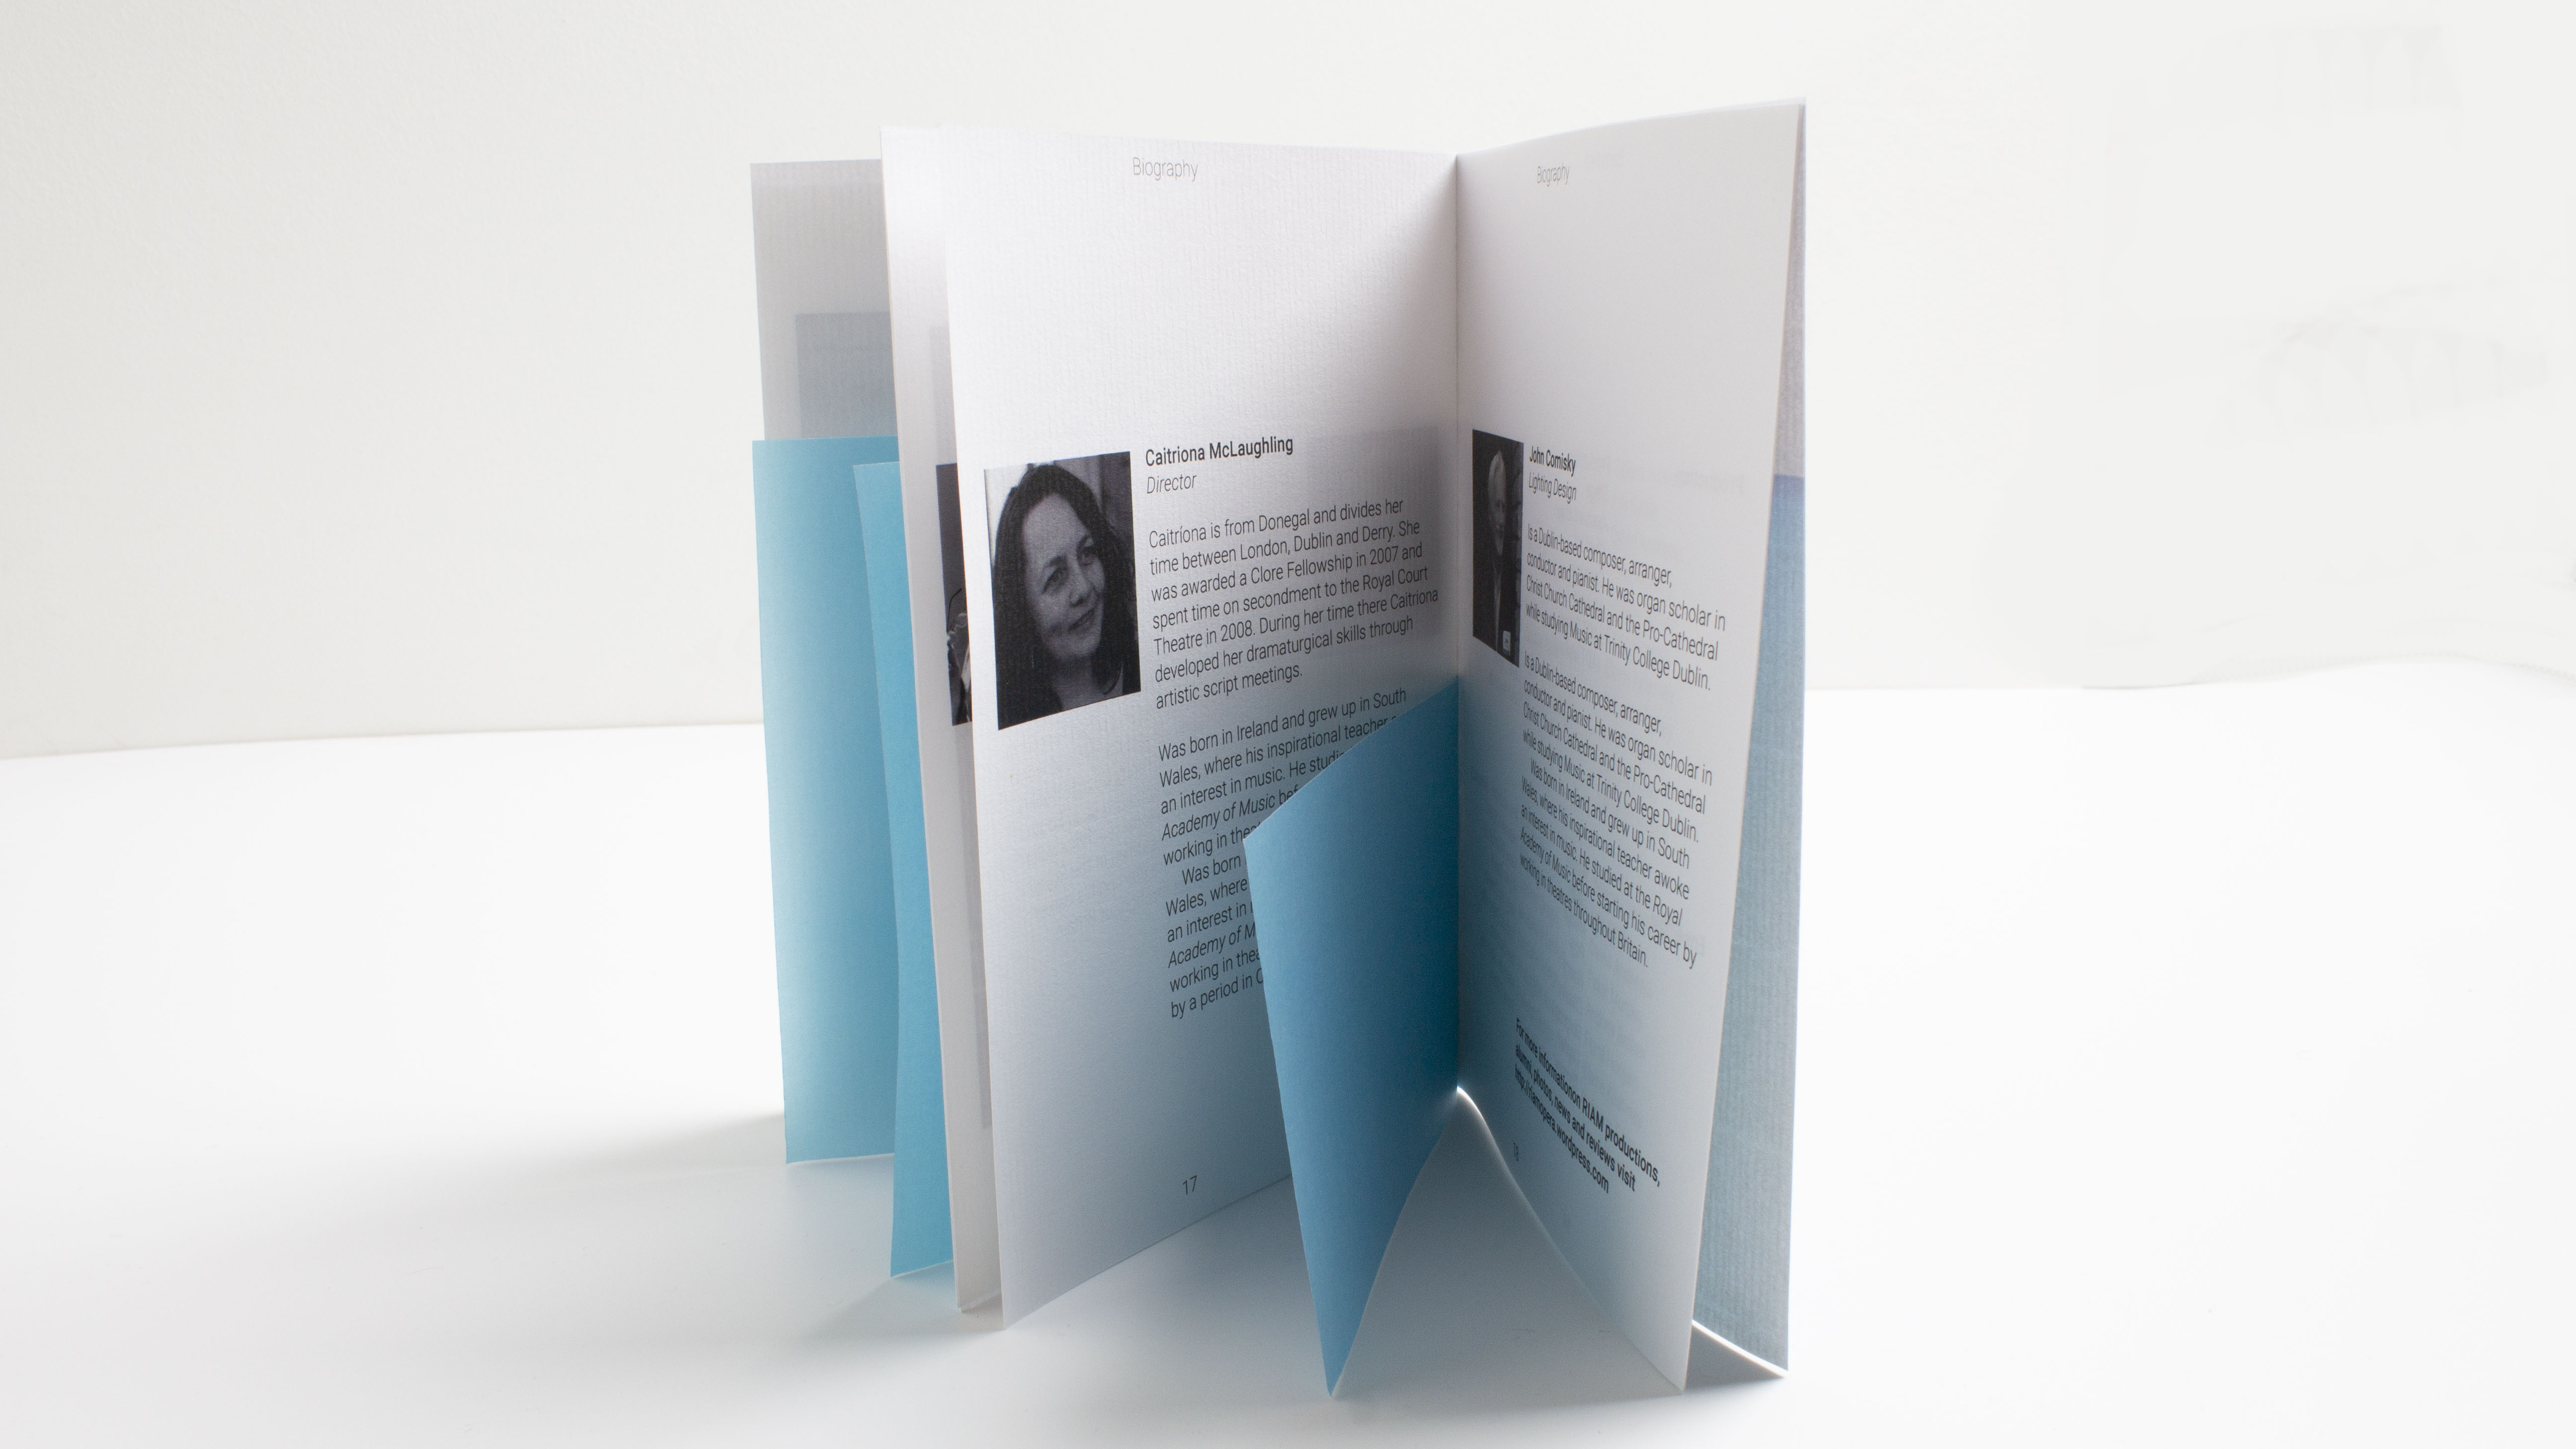 Biography
Caitriona McLaughling
Director
Caitríona is from Donegal and divides her
time between London, Dublin and Derry. She
was awarded a Clore Fellowship in 2007 and
spent time on secondment to the Royal Court
Theatre in 2008. During her time there Caitriona
developed her dramaturgical skills through
artistic script meetings.
Was born in Ireland and grew up in South
Wales, where his inspirational teacher
an interest in music. He
Academy of Music
working in
Was born
Wales, where
an interest in
Academy of
working in
by a period in
17
Biography
John Comisky
Lighting Design
Is a Dublin-based composer, arranger,
conductor and pianist. He was organ scholar in
Christ Church Cathedral and the Pro-Cathedral
while studying Music at Trinity College Dublin.
Is a Dublin-based composer, arranger,
conductor and pianist. He was organ scholar in
Christ Church Cathedral and the Pro-Cathedral
while studying Music at Trinity College Dublin.
Was born in Ireland and grew up in South
Wales, where his inspirational teacher awoke
an interest in music. He studied at the Royal
Academy of Music before starting his career by
working in theatres throughout Britain.
For more informationon RIAM productions,
alumni, photos, news and reviews visit
http://riamopera.wordpress.com
18